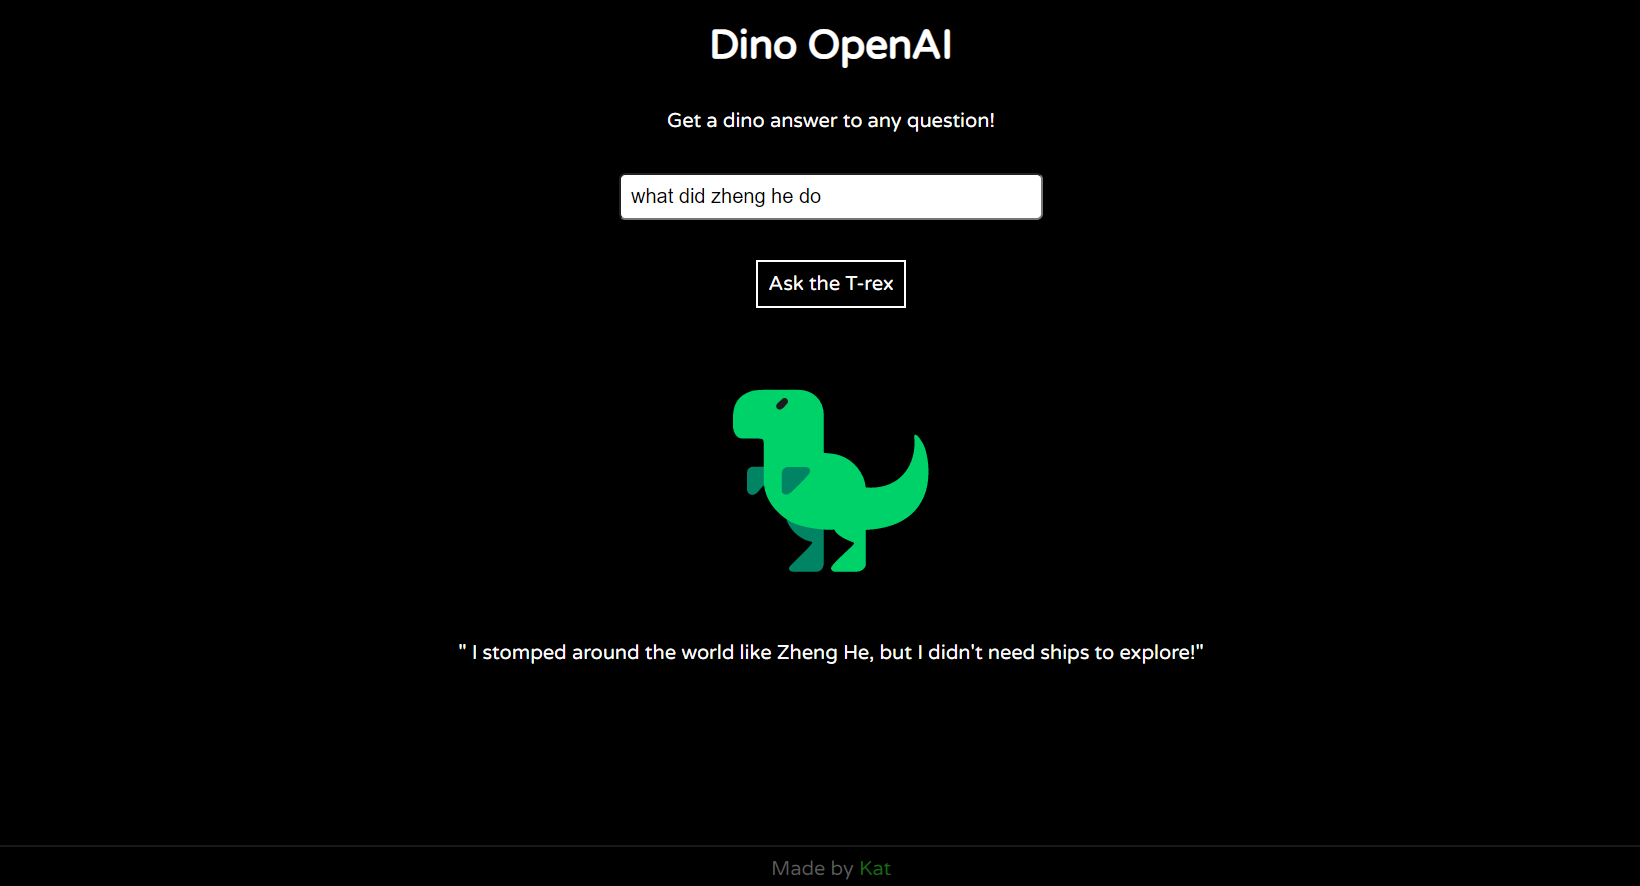 Dino OpenAI
Get a dino answer to any question!
what did zheng he do
Ask the T-rex
" I stomped around the world like Zheng He, but I didn't need ships to explore!"
Made by Kat